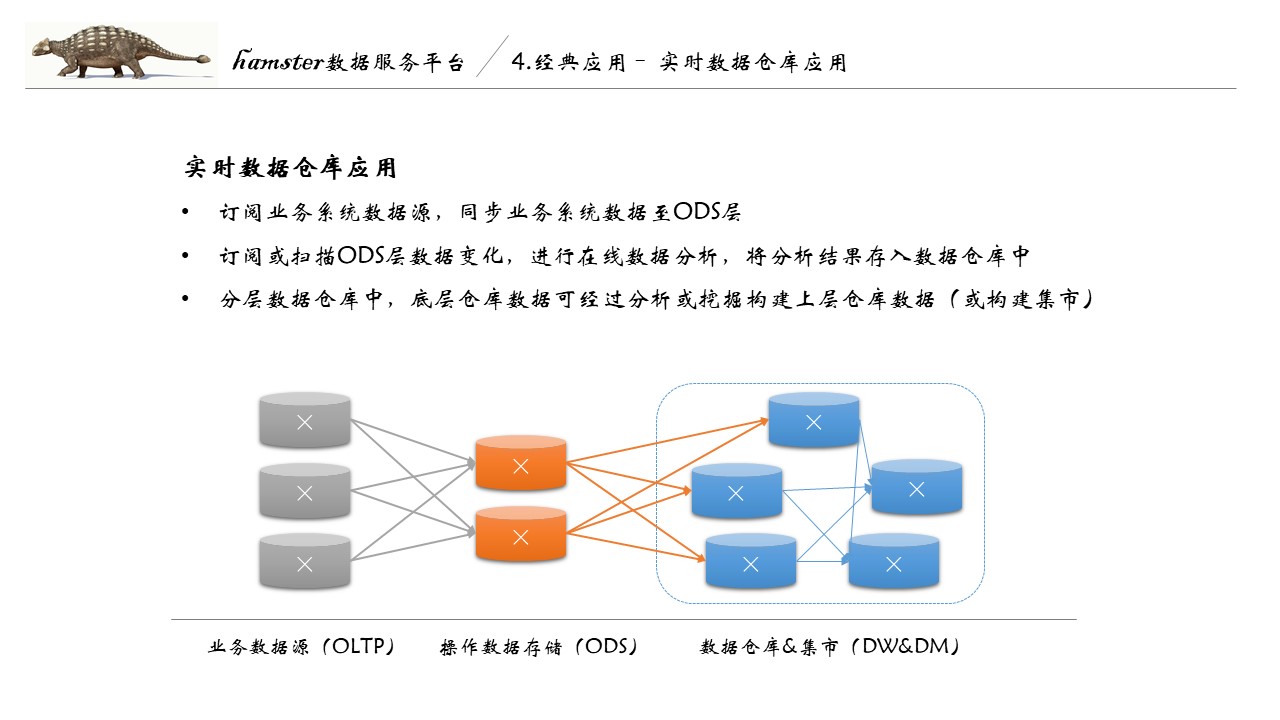 hamster数据服务平台 4.经典应用 - 实时数据仓库应用
实时数据仓库应用
• 订阅业务系统数据源，同步业务系统数据至ODS层
• 订阅或扫描ODS层数据变化，进行在线数据分析，将分析结果存入数据仓库中
• 分层数据仓库中，底层仓库数据可经过分析或挖掘构建上层仓库数据（或构建集市）
业务数据源（OLTP） 操作数据存储（ODS） 数据仓库&集市（DW&DM）